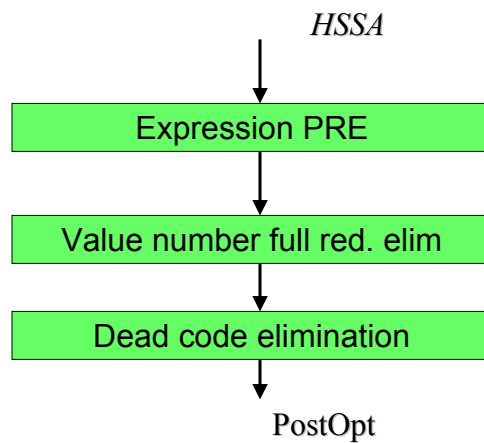 HSSA
Expression PRE
Value number full red. elim
Dead code elimination
PostOpt